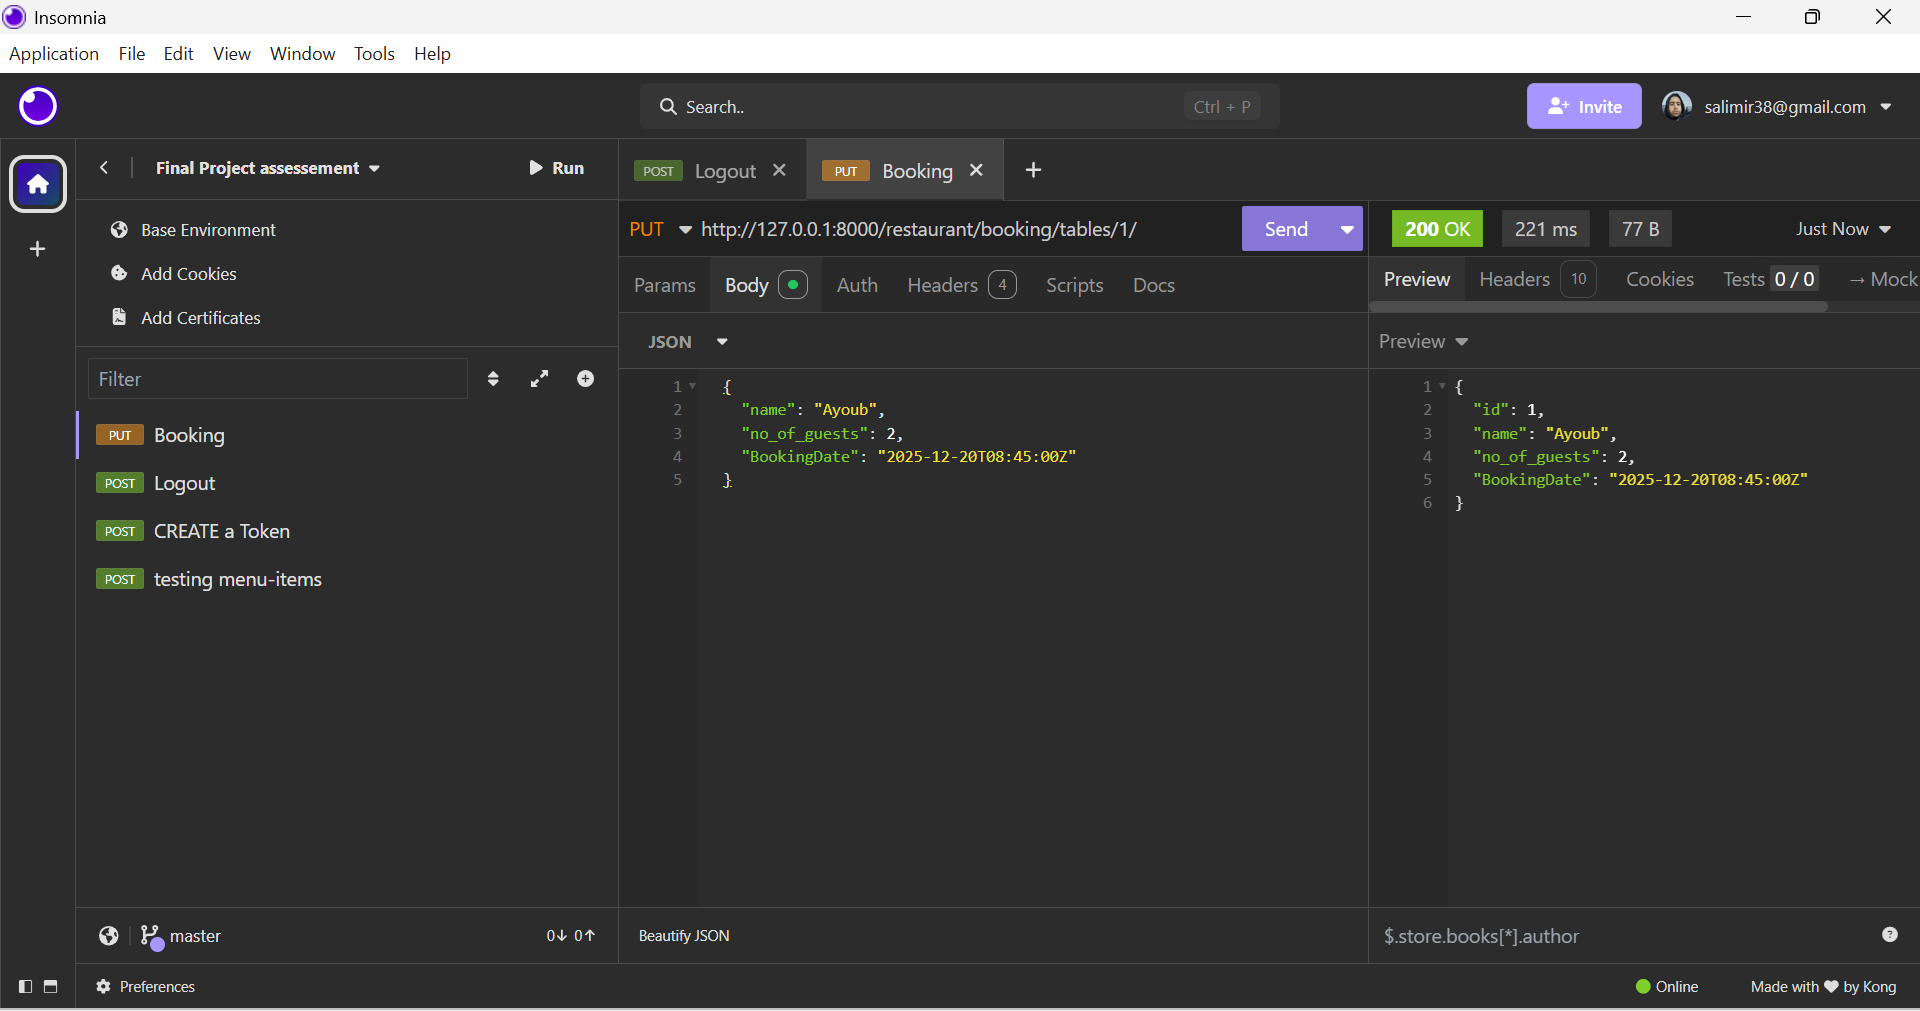 Insomnia
Application File Edit View Window Tools Help
Search.. Ctrl + P Invite salimir38@gmail.com
Final Project assessement Run
POST Logout PUT Booking
Base Environment
Add Cookies
Add Certificates
Filter
PUT Booking
POST Logout
POST CREATE a Token
POST testing menu-items
master 0↓ 0↑
PUT http://127.0.0.1:8000/restaurant/booking/tables/1/ Send
Params Body Auth Headers 4 Scripts Docs
JSON
1 {
2 "name": "Ayoub",
3 "no_of_guests": 2,
4 "BookingDate": "2025-12-20T08:45:00Z"
5 }
Beautify JSON
200 OK 221 ms 77 B Just Now
Preview Headers 10 Cookies Tests 0 / 0 → Mock
Preview
1 {
2 "id": 1,
3 "name": "Ayoub",
4 "no_of_guests": 2,
5 "BookingDate": "2025-12-20T08:45:00Z"
6 }
$.store.books[*].author ?
Preferences Online Made with ♥ by Kong